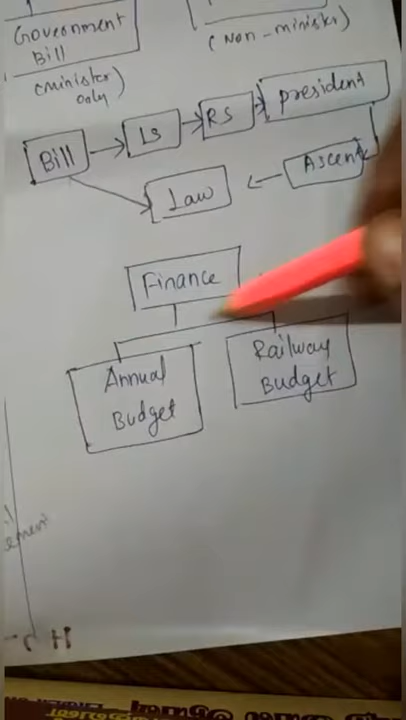 Government
Bill
(minister
only)
(Non-minister)
Bill
LS
RS
president
Ascent
Law
Finance
Annual
Budget
Railway
Budget